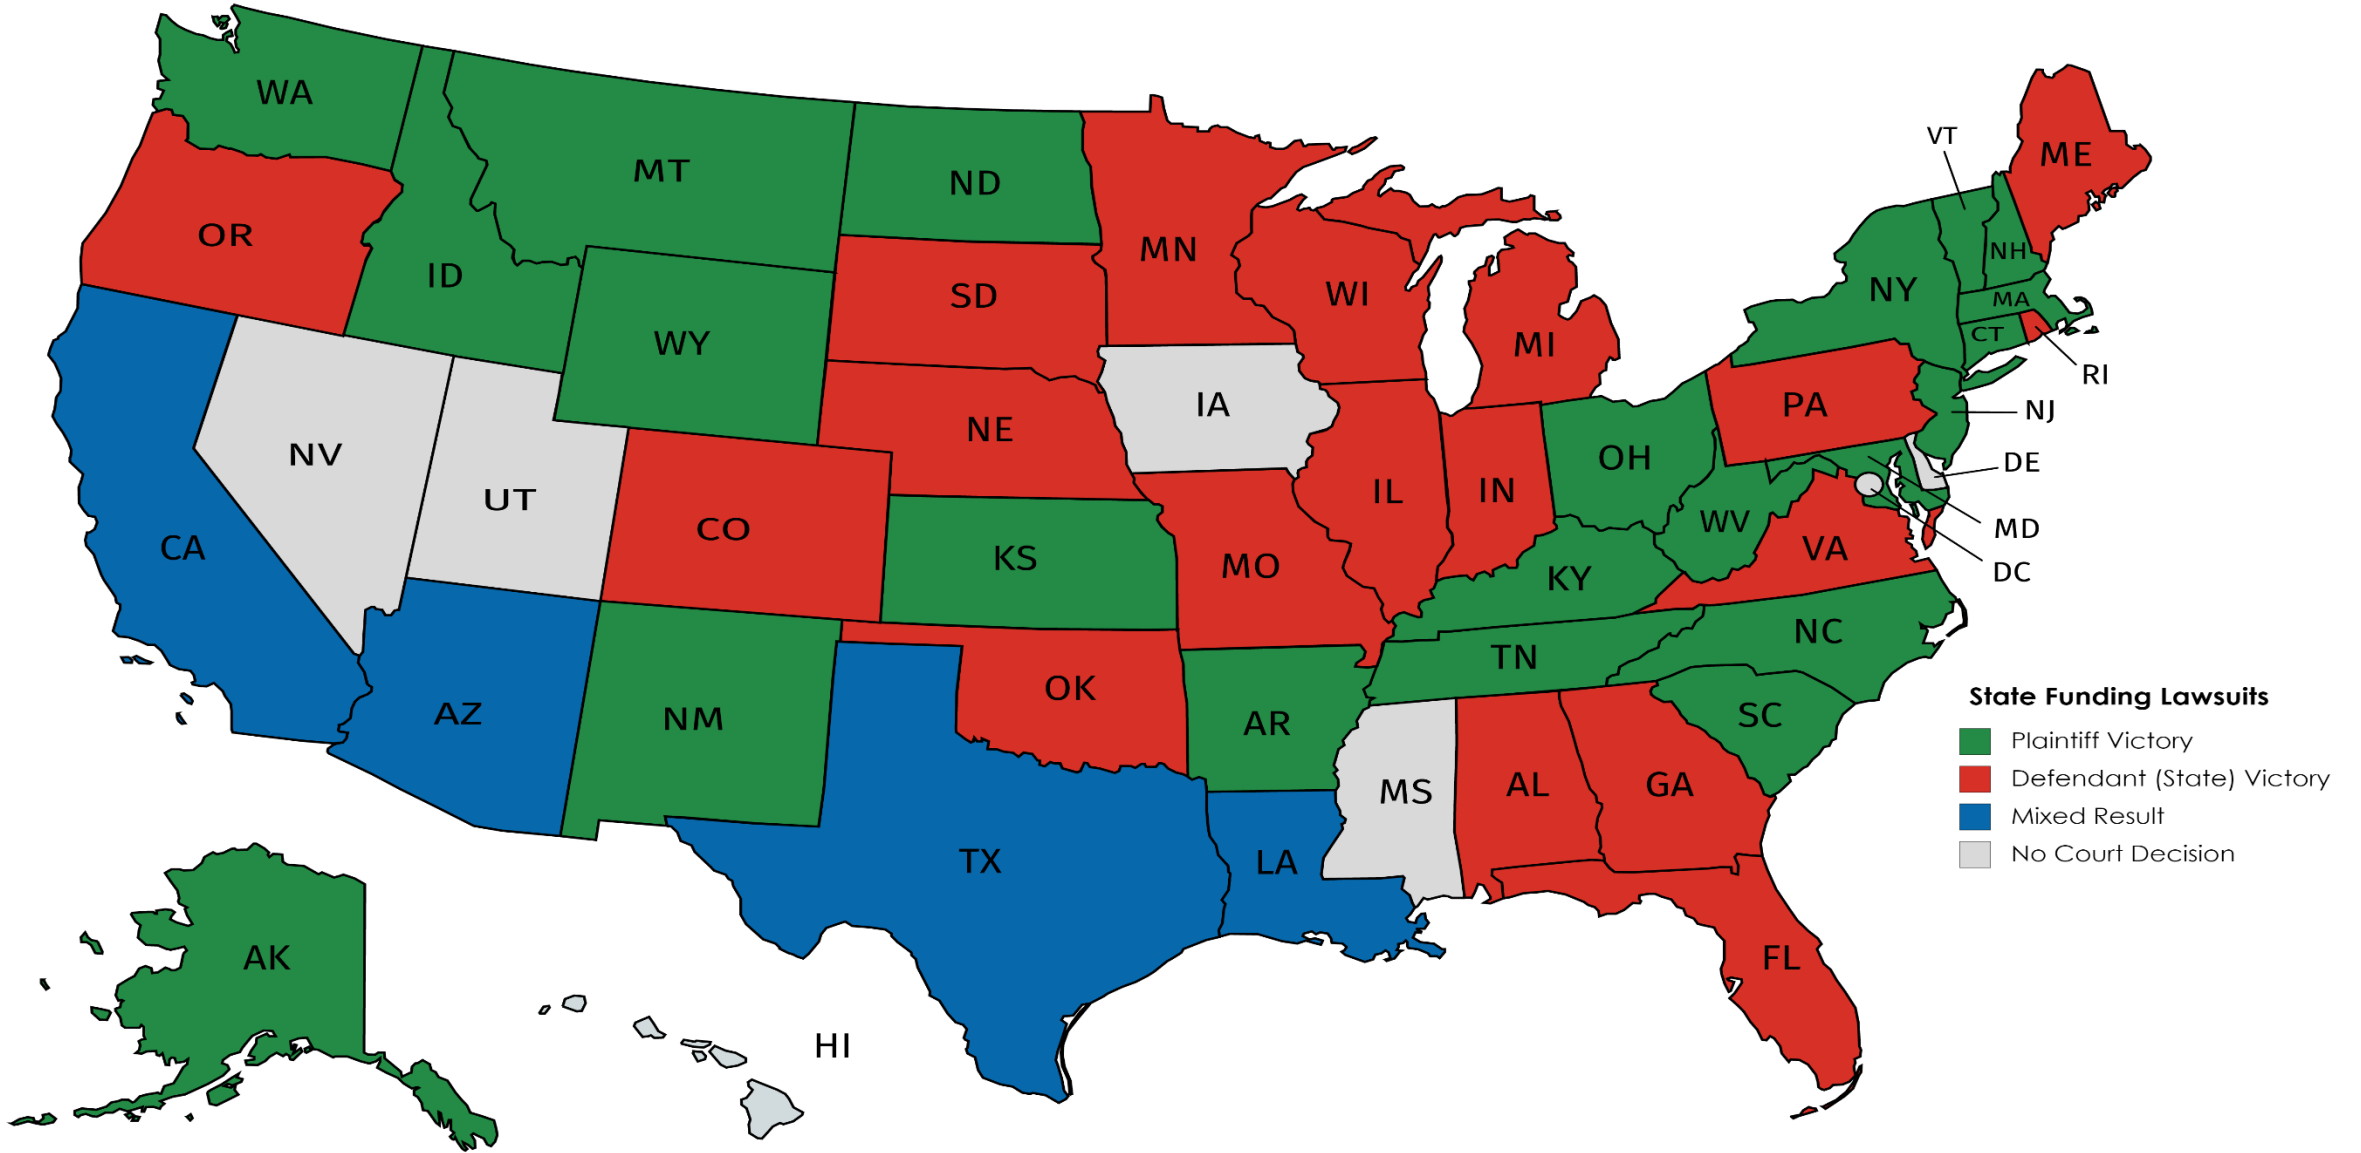 WA
VT
ME
MT
ND
OR
MN
NH
ID
SD
NY
WI
MA
CT
WY
MI
RI
IA
PA
NJ
NE
NV
OH
DE
UT
IL
IN
WV
CO
MD
CA
KS
VA
MO
DC
KY
NC
TN
OK
State Funding Lawsuits
AZ
NM
AR
SC
Plaintiff Victory
Defendant (State) Victory
MS
AL
GA
Mixed Result
TX
LA
No Court Decision
AK
FL
HI